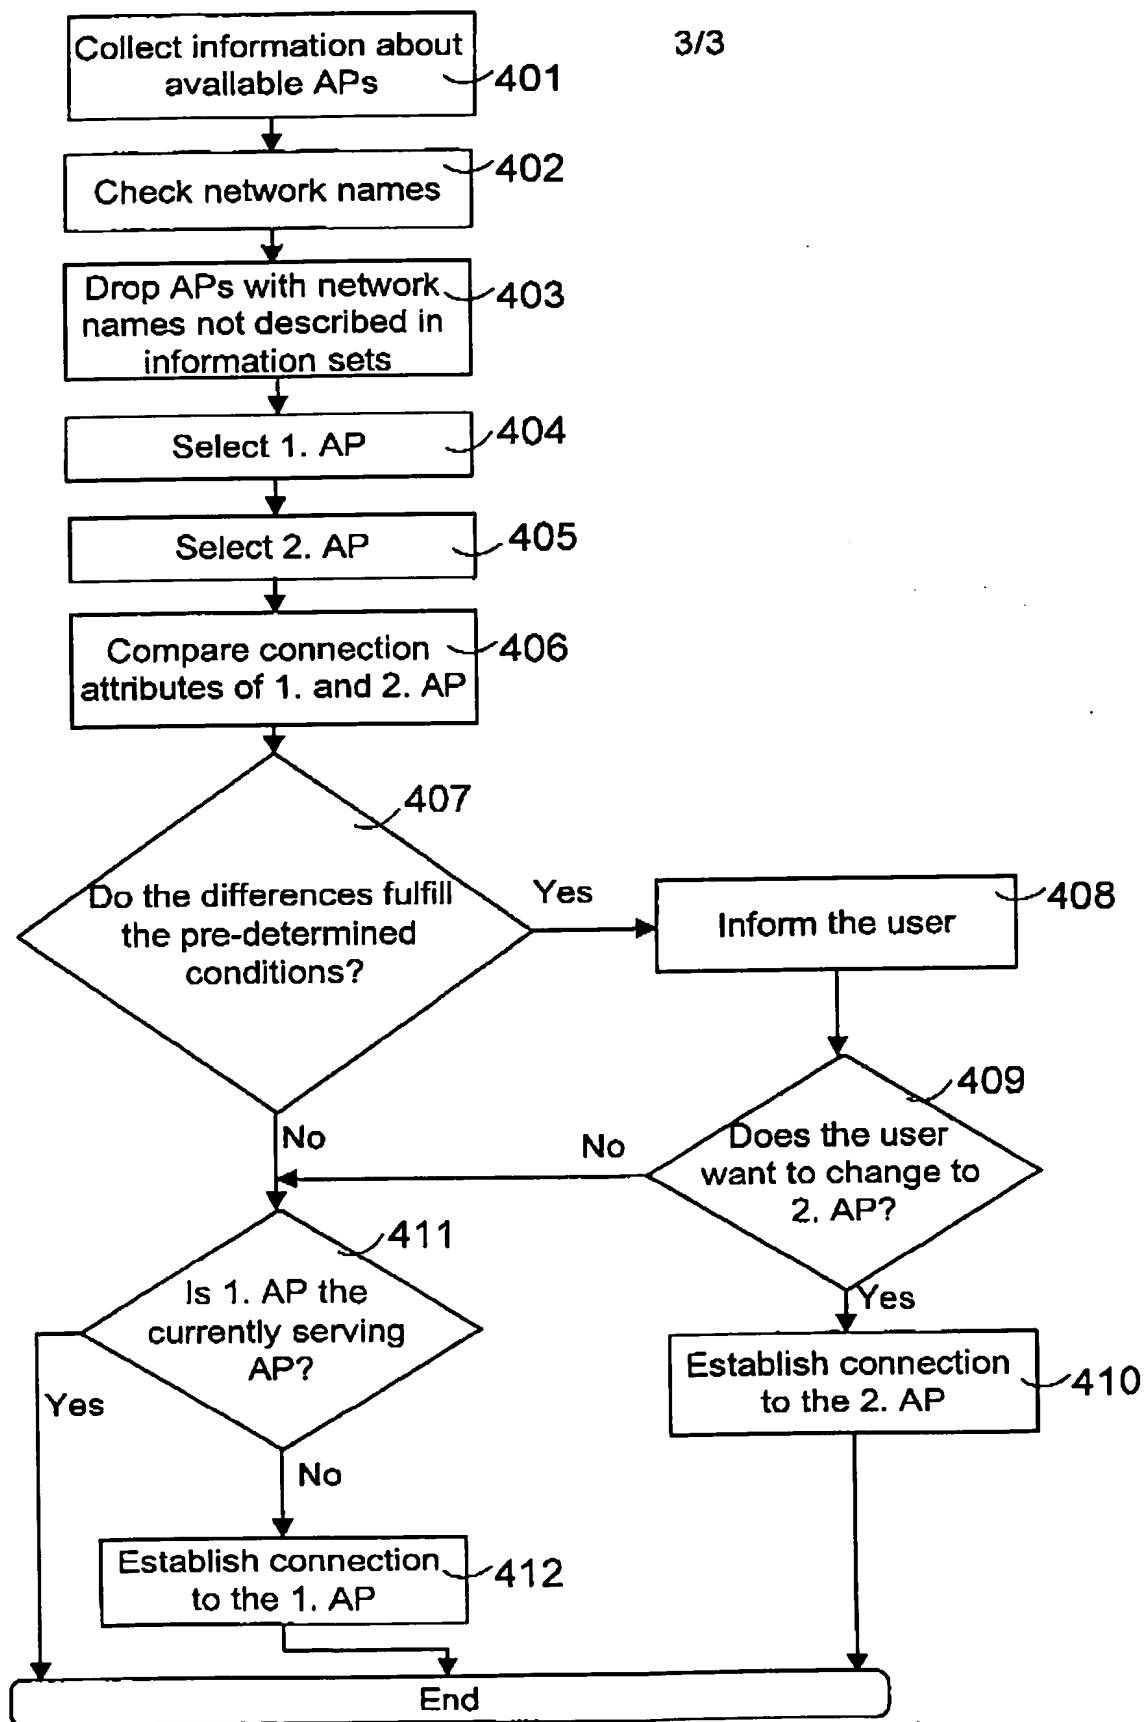 3/3
Collect information about
available APs
401
Check network names
402
Drop APs with network
names not described in
information sets
403
Select 1. AP
404
Select 2. AP
405
Compare connection
attributes of 1. and 2. AP
406
407
Do the differences fulfill
the pre-determined
conditions?
Yes
408
Inform the user
409
Does the user
want to change to
2. AP?
No
No
411
Is 1. AP the
currently serving
AP?
Yes
Yes
Establish connection
to the 2. AP
410
No
Establish connection
to the 1. AP
412
End